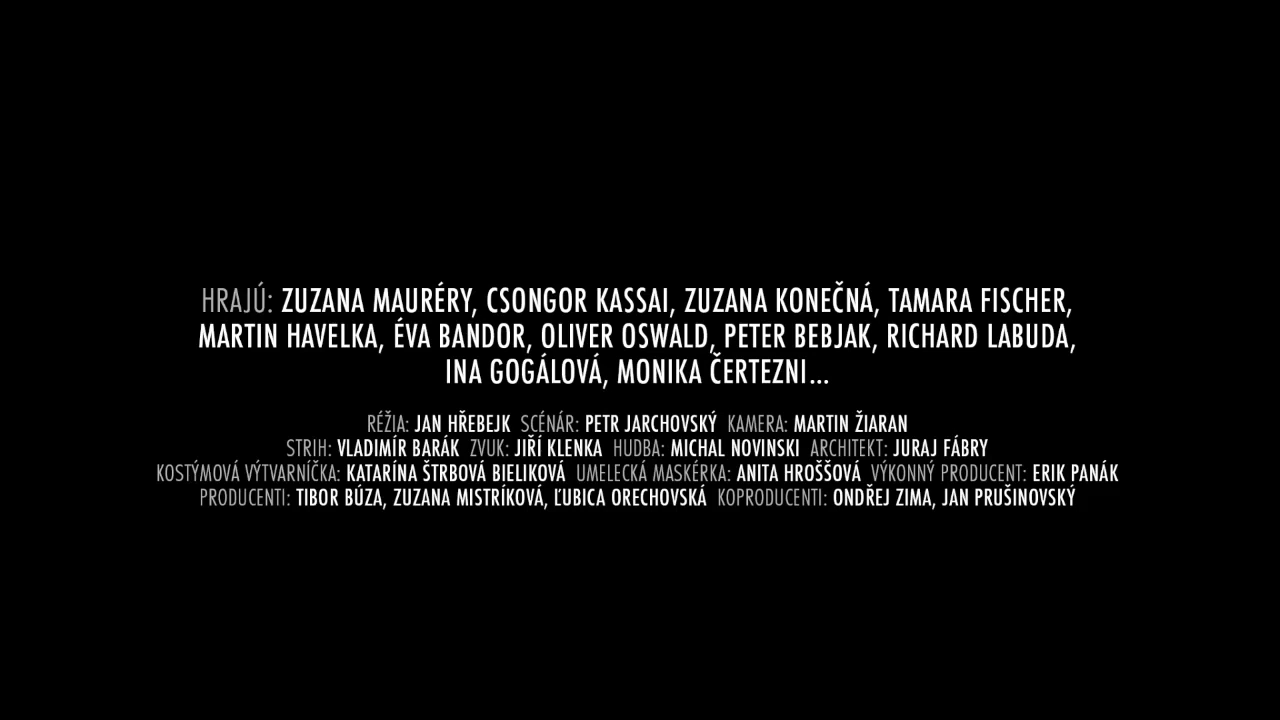 HRAJÚ: ZUZANA MAURÉRY, CSONGOR KASSAI, ZUZANA KONEČNÁ, TAMARA FISCHER,
MARTIN HAVELKA, ÉVA BANDOR, OLIVER OSWALD, PETER BEBJAK, RICHARD LABUDA,
INA GOGÁLOVÁ, MONIKA ČERTEZNI...
RÉŽIA: JAN HŘEBEJK SCÉNÁR: PETR JARCHOVSKÝ KAMERA: MARTIN ŽIARAN
STRIH: VLADIMÍR BARÁK ZVUK: JIŘÍ KLENKA HUDBA: MICHAL NOVINSKI ARCHITEKT: JURAJ FÁBRY
KOSTÝMOVÁ VÝTVARNÍČKA: KATARÍNA ŠTRBOVÁ BIELIKOVÁ UMELECKÁ MASKÉRKA: ANITA HROŠŠOVÁ VÝKONNÝ PRODUCENT: ERIK PANÁK
PRODUCENTI: TIBOR BÚZA, ZUZANA MISTRÍKOVÁ, ĽUBICA ORECHOVSKÁ KOPRODUCENTI: ONDŘEJ ZIMA, JAN PRUŠINOVSKÝ